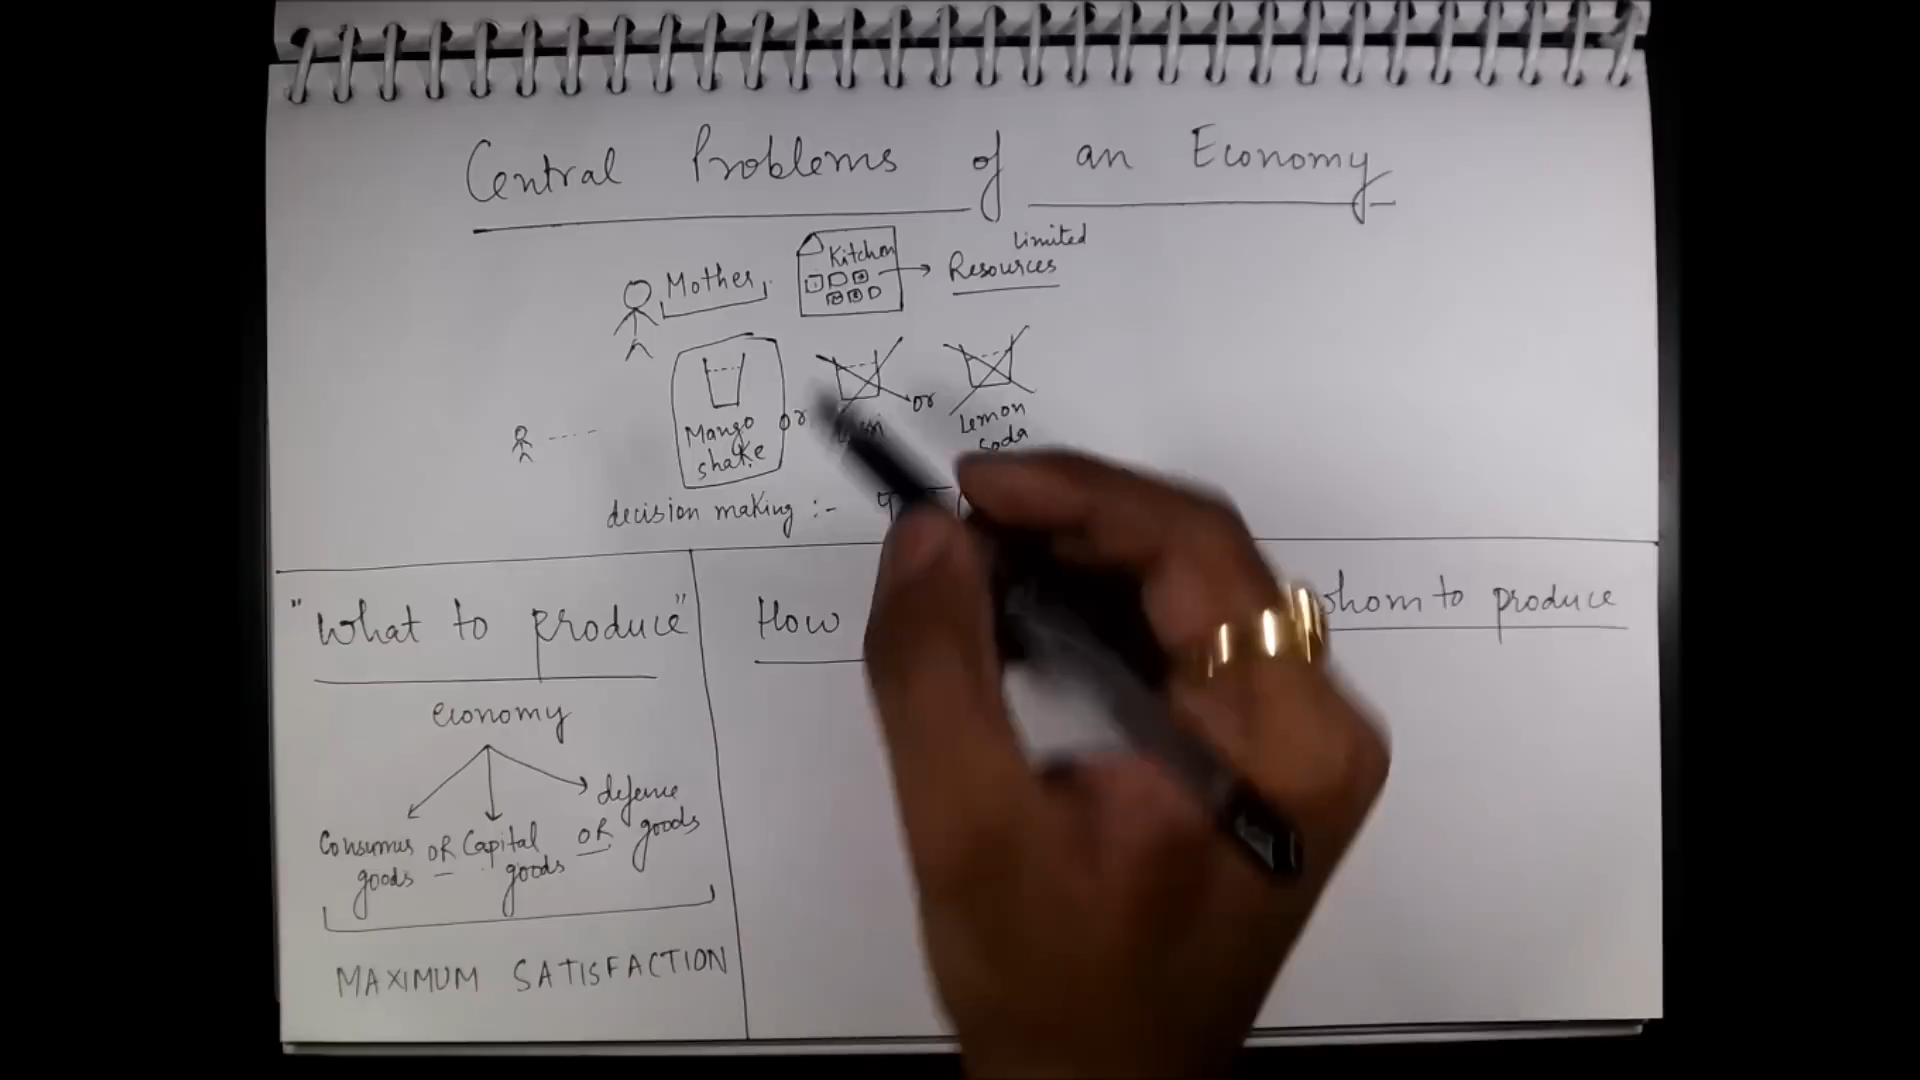 Central Problems of an Economy
Mother
Kitchen
Limited
Resources
Mango
shake
or
or
Lemon
soda
decision making :-
"What to produce"
How
whom to produce
economy
Consumer
goods
OR
Capital
goods
OR
defence
goods
MAXIMUM SATISFACTION